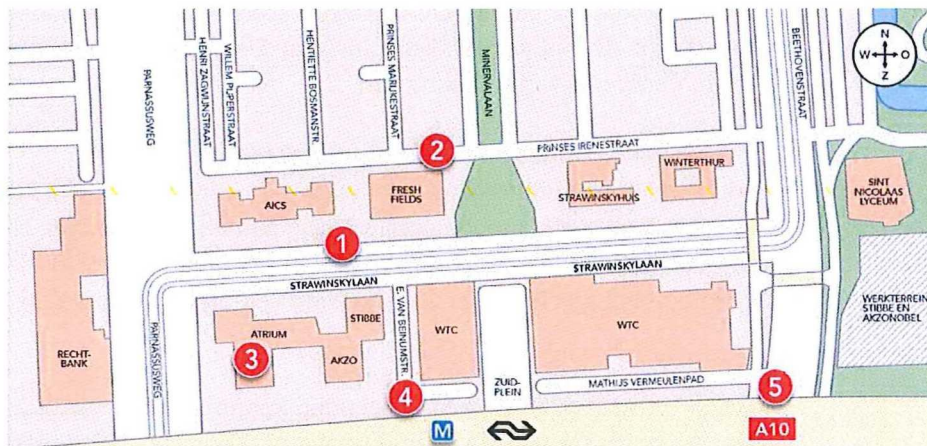 PARNASSUSWEG
HENRI ZAGWIJNSTRAAT
WILLEM PIJPERSTRAAT
HENRIETTE BOSMANSTR.
PRINSES MARIJKESTRAAT
MINERVALAAN
BEETHOVENSTRAAT
N
W O
Z
2
PRINSES IRENESTRAAT
AICS
FRESH
FIELDS
STRAWINSKYHUIS
WINTERTHUR
SINT
NICOLAAS
LYCEUM
1
STRAWINSKYLAAN
STRAWINSKYLAAN
PARNASSUSWEG
RECHT-
BANK
ATRIUM
STIBBE
AKZO
3
E. VAN BEINUMSTR.
WTC
WTC
WERKTERREIN
STIBBE EN
AKZONOBEL
4
ZUID-
PLEIN
MATHIJS VERMEULENPAD
5
M
A10